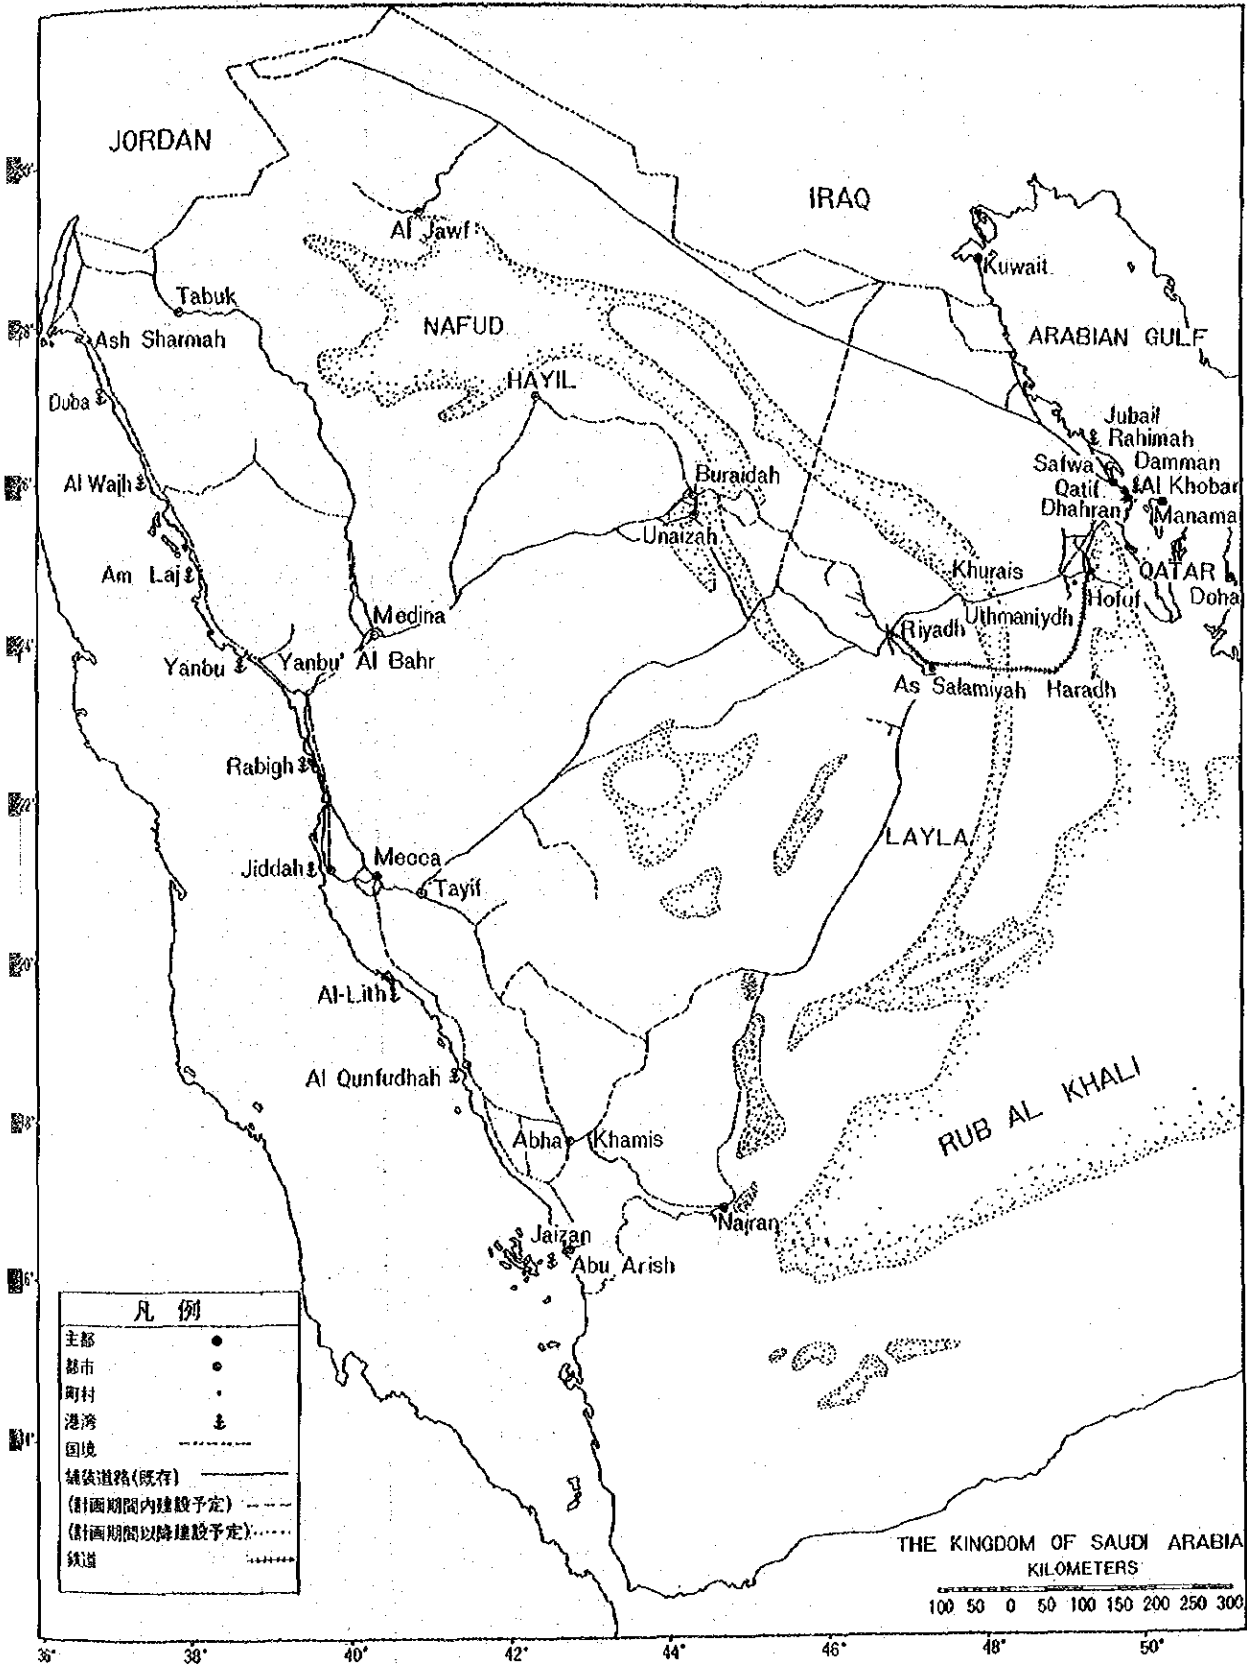 JORDAN
IRAQ
Al Jawf
Kuwait
Tabuk
NAFUD
ARABIAN GULF
Ash Sharmah
HAYIL
Duba
Jubail
Rahimah
Al Wajh
Buraidah
Safwa
Damman
Qatif
Al Khobar
Dhahran
Manama
Unaizah
Am Laj
Khurais
QATAR
Medina
Uthmaniydh
Hofuf
Doha
Riyadh
Yanbu
Yanbu' Al Bahr
As Salamiyah
Haradh
Rabigh
LAYLA
Jiddah
Mecca
Tayif
Al-Lith
Al Qunfudhah
RUB AL KHALI
Abha
Khamis
Najran
Jaizan
Abu Arish
凡例
主都
都市
町村
港湾
国境
舗装道路(既存)
(計画期間内建設予定)
(計画期間以降建設予定)
鉄道
THE KINGDOM OF SAUDI ARABIA
KILOMETERS
100 50 0 50 100 150 200 250 300
36° 38° 40° 42° 44° 46° 48° 50°